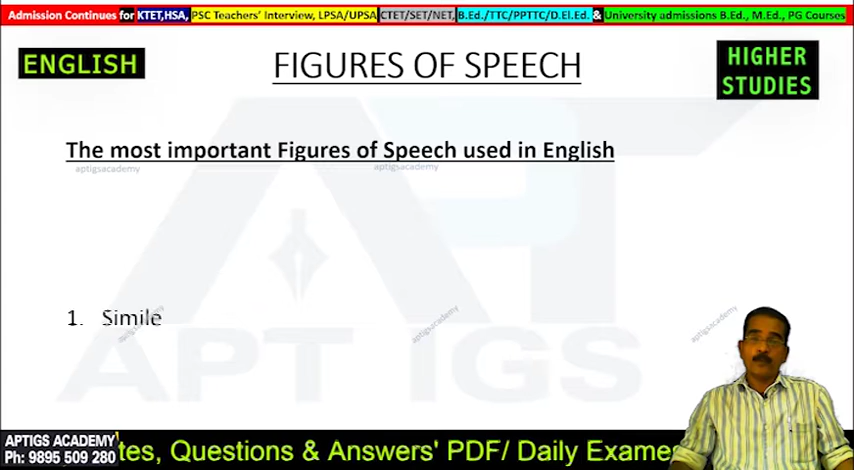 Admission Continues for KTET,HSA, PSC Teachers' Interview, LPSA/UPSA CTET/SET/NET, B.Ed./TTC/PPTTC/D.El.Ed. & University admissions B.Ed., M.Ed., PG Courses
ENGLISH
FIGURES OF SPEECH
HIGHER
STUDIES
The most important Figures of Speech used in English
aptigsacademy
aptigsacademy
1. Simile
aptigsacademy
aptigsacademy
aptigsacademy
APTIGS
APTIGS ACADEMY
Ph: 9895 509 280
tes, Questions & Answers' PDF/ Daily Exame